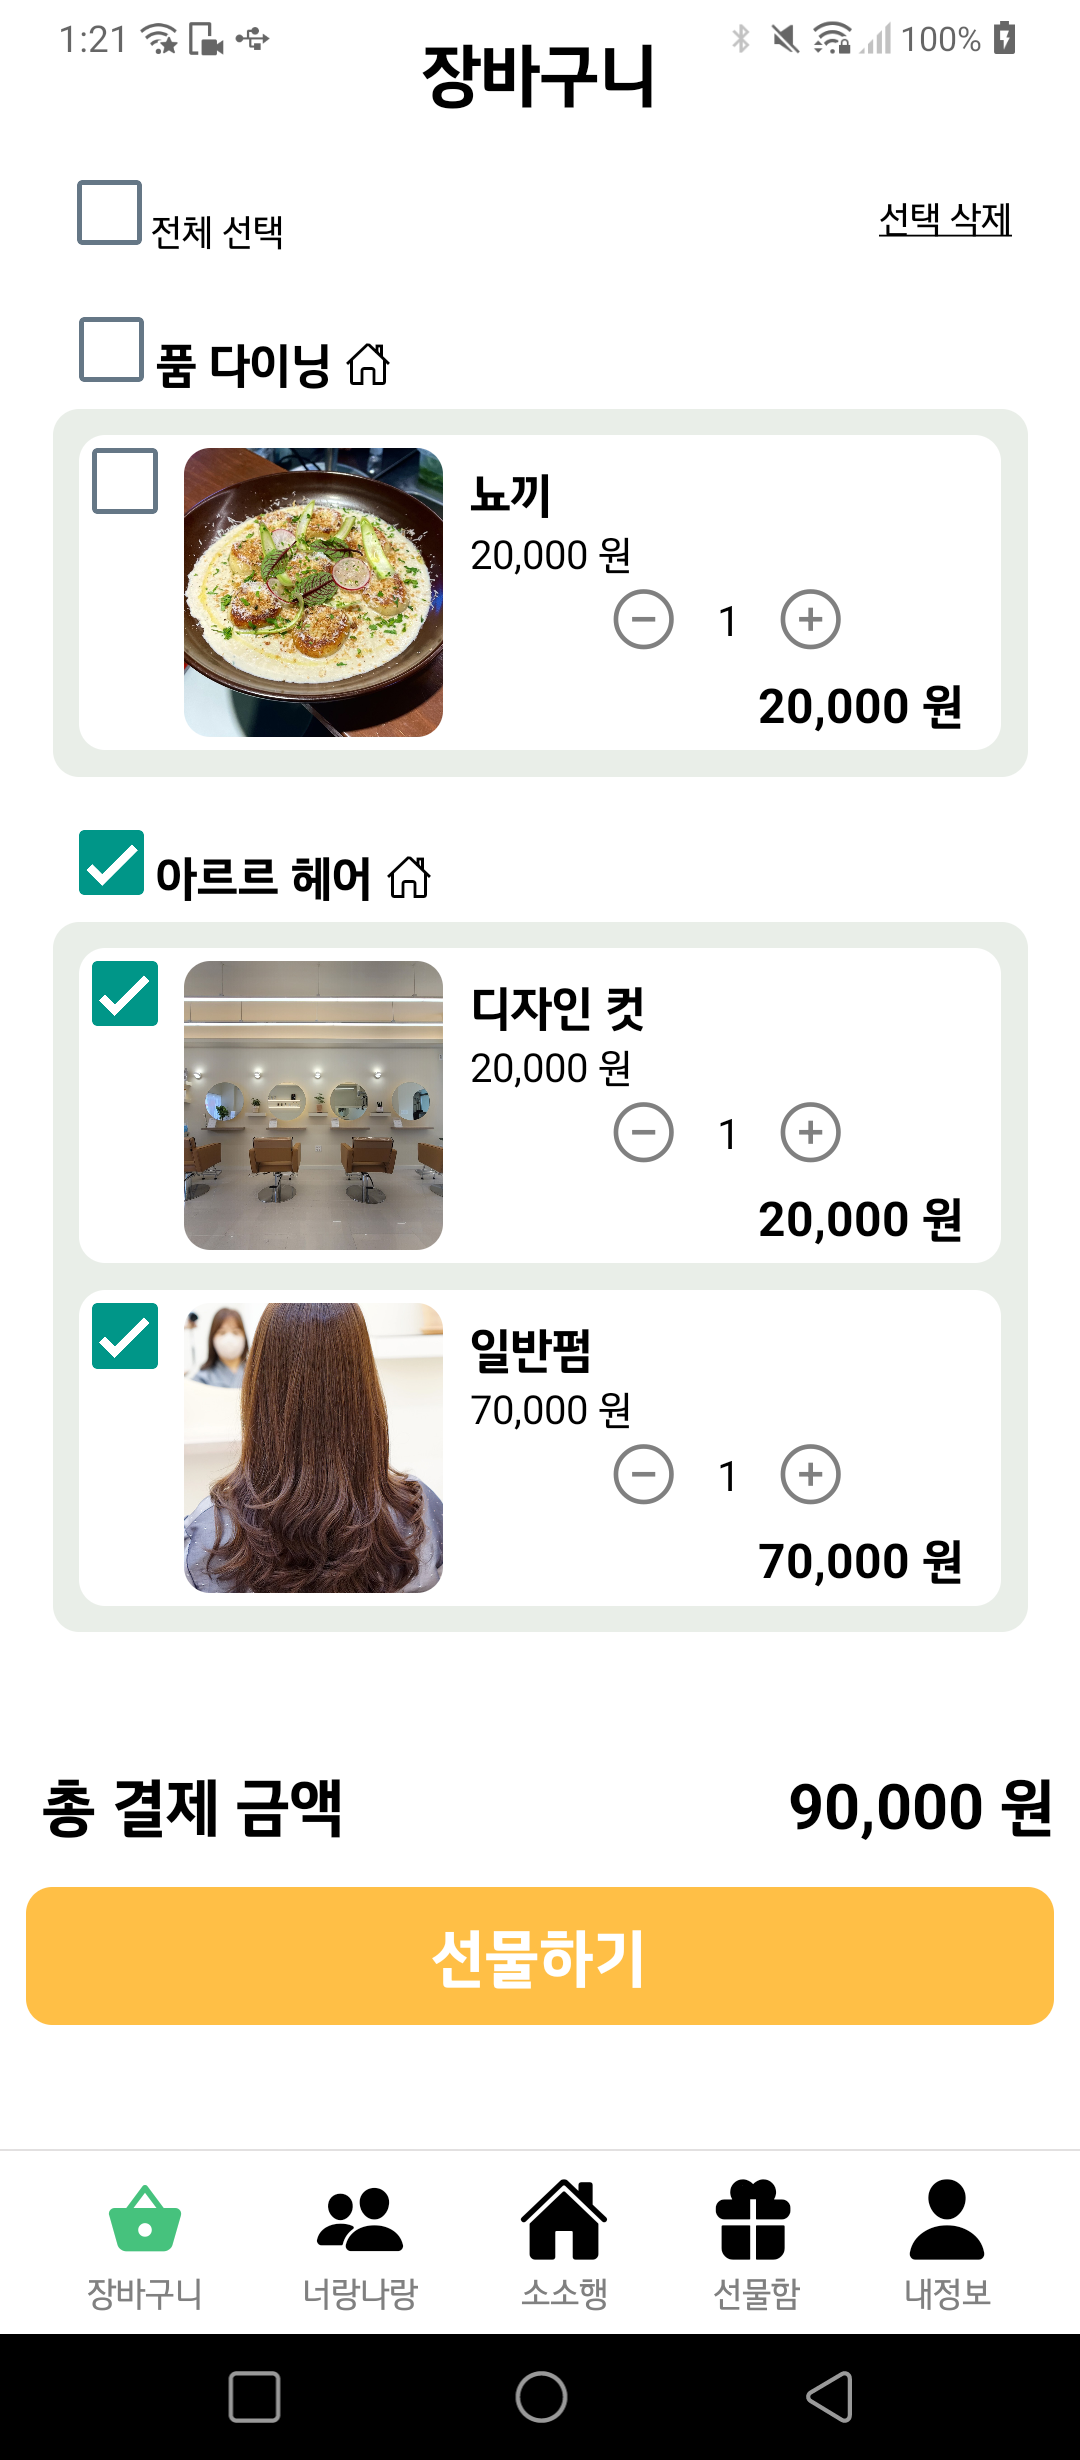 1:21 100%
장바구니
전체 선택 선택 삭제
품 다이닝
뇨끼
20,000 원
1
20,000 원
아르르 헤어
디자인 컷
20,000 원
1
20,000 원
일반펌
70,000 원
1
70,000 원
총 결제 금액 90,000 원
선물하기
장바구니 너랑나랑 소소행 선물함 내정보